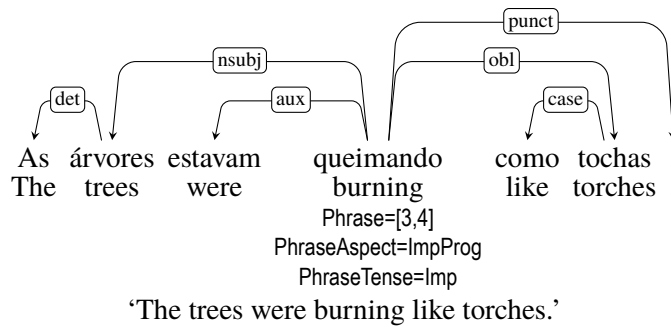 punct
nsubj obl
det aux case
As árvores estavam queimando como tochas
The trees were burning like torches
Phrase=[3,4]
PhraseAspect=ImpProg
PhraseTense=Imp
‘The trees were burning like torches.’